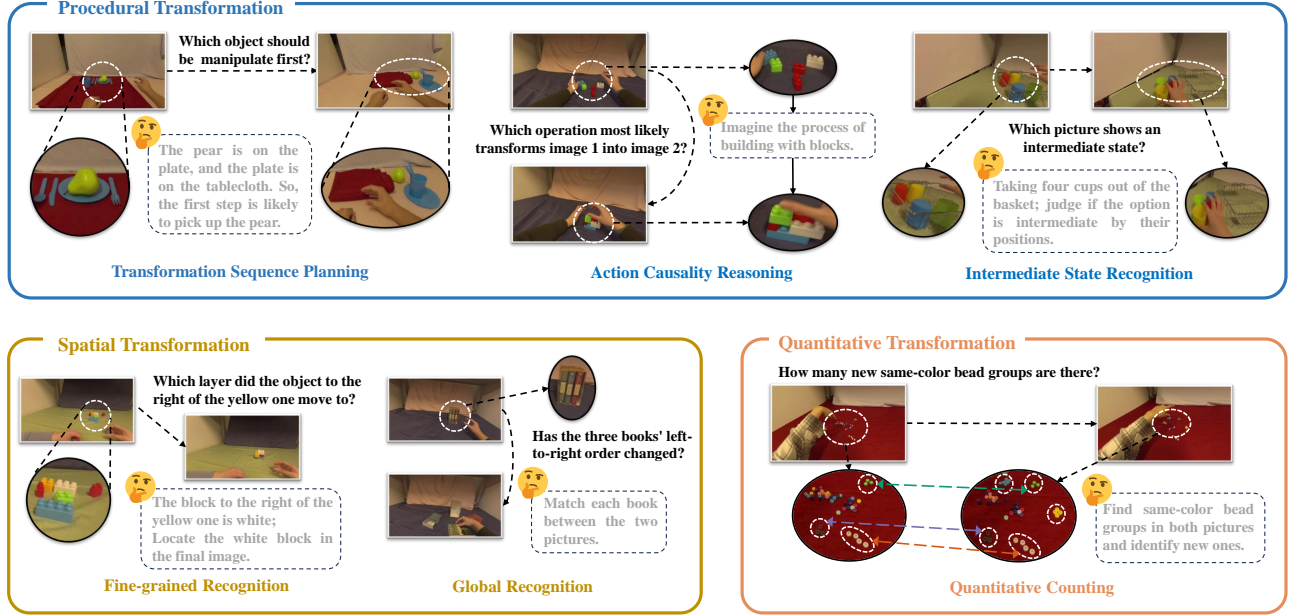 Procedural Transformation
Which object should
be manipulate first?
The pear is on the
plate, and the plate is
on the tablecloth. So,
the first step is likely
to pick up the pear.
Transformation Sequence Planning
Which operation most likely
transforms image 1 into image 2?
Imagine the process of
building with blocks.
Action Causality Reasoning
Which picture shows an
intermediate state?
Taking four cups out of the
basket; judge if the option
is intermediate by their
positions.
Intermediate State Recognition
Spatial Transformation
Which layer did the object to the
right of the yellow one move to?
The block to the right of the
yellow one is white;
Locate the white block in
the final image.
Fine-grained Recognition
Has the three books' left-
to-right order changed?
Match each book
between the two
pictures.
Global Recognition
Quantitative Transformation
How many new same-color bead groups are there?
Find same-color bead
groups in both pictures
and identify new ones.
Quantitative Counting